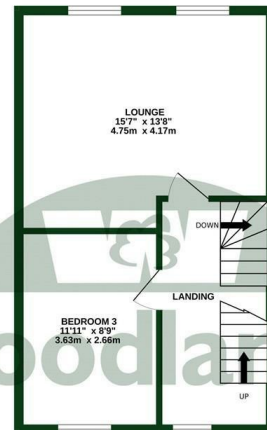 LOUNGE
15'7" x 13'8"
4.75m x 4.17m
DOWN
LANDING
BEDROOM 3
11'11" x 8'9"
3.63m x 2.66m
UP
oodlan